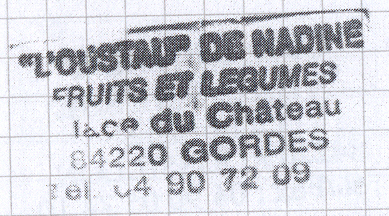 "L'OUSTAU" DE NADINE
FRUITS ET LEGUMES
lace du Château
84220 GORDES
Tel. 04 90 72 09